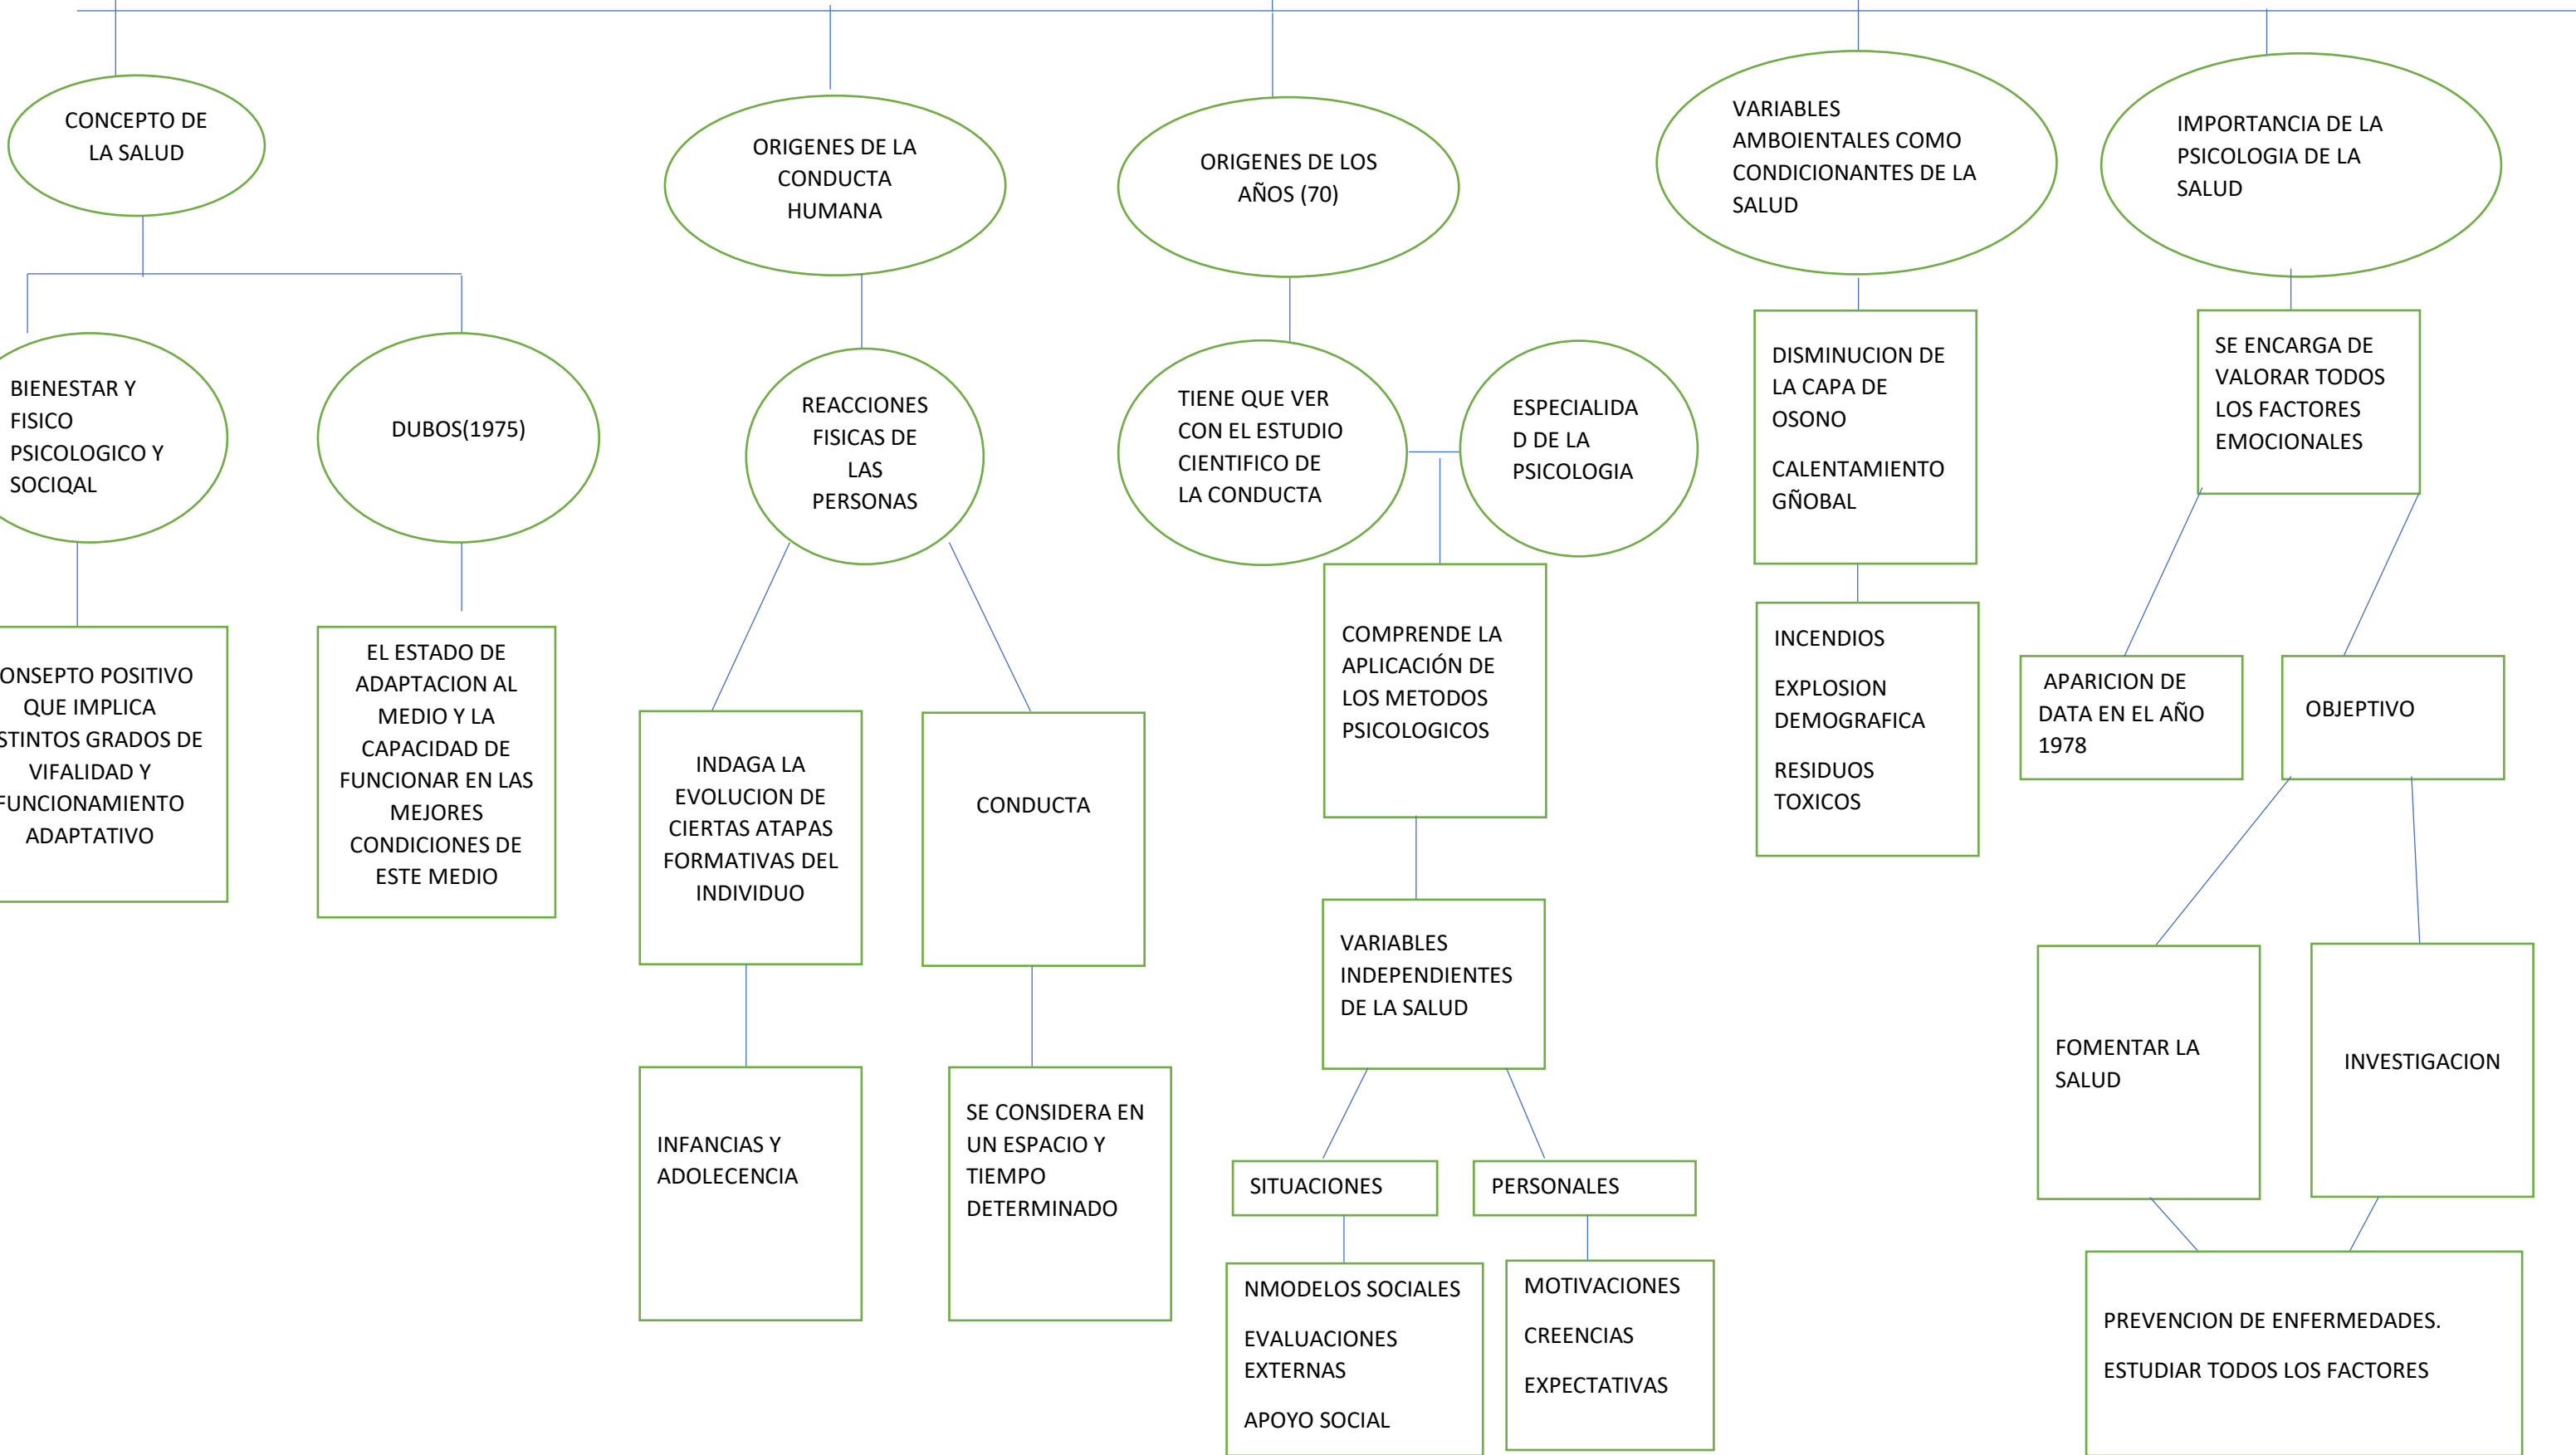 CONCEPTO DE
LA SALUD
ORIGENES DE LA
CONDUCTA
HUMANA
ORIGENES DE LOS
AÑOS (70)
VARIABLES
AMBOIENTALES COMO
CONDICIONANTES DE LA
SALUD
IMPORTANCIA DE LA
PSICOLOGIA DE LA
SALUD
BIENESTAR Y
FISICO
PSICOLOGICO Y
SOCIQAL
DUBOS(1975)
REACCIONES
FISICAS DE
LAS
PERSONAS
TIENE QUE VER
CON EL ESTUDIO
CIENTIFICO DE
LA CONDUCTA
ESPECIALIDA
D DE LA
PSICOLOGIA
DISMINUCION DE
LA CAPA DE
OSONO
CALENTAMIENTO
GÑOBAL
SE ENCARGA DE
VALORAR TODOS
LOS FACTORES
EMOCIONALES
ONSEPTO POSITIVO
QUE IMPLICA
STINTOS GRADOS DE
VIFALIDAD Y
FUNCIONAMIENTO
ADAPTATIVO
EL ESTADO DE
ADAPTACION AL
MEDIO Y LA
CAPACIDAD DE
FUNCIONAR EN LAS
MEJORES
CONDICIONES DE
ESTE MEDIO
INDAGA LA
EVOLUCION DE
CIERTAS ATAPAS
FORMATIVAS DEL
INDIVIDUO
CONDUCTA
COMPRENDE LA
APLICACIÓN DE
LOS METODOS
PSICOLOGICOS
INCENDIOS
EXPLOSION
DEMOGRAFICA
RESIDUOS
TOXICOS
APARICION DE
DATA EN EL AÑO
1978
OBJEPTIVO
VARIABLES
INDEPENDIENTES
DE LA SALUD
FOMENTAR LA
SALUD
INVESTIGACION
INFANCIAS Y
ADOLECENCIA
SE CONSIDERA EN
UN ESPACIO Y
TIEMPO
DETERMINADO
SITUACIONES
PERSONALES
NMODELOS SOCIALES
EVALUACIONES
EXTERNAS
APOYO SOCIAL
MOTIVACIONES
CREENCIAS
EXPECTATIVAS
PREVENCION DE ENFERMEDADES.
ESTUDIAR TODOS LOS FACTORES